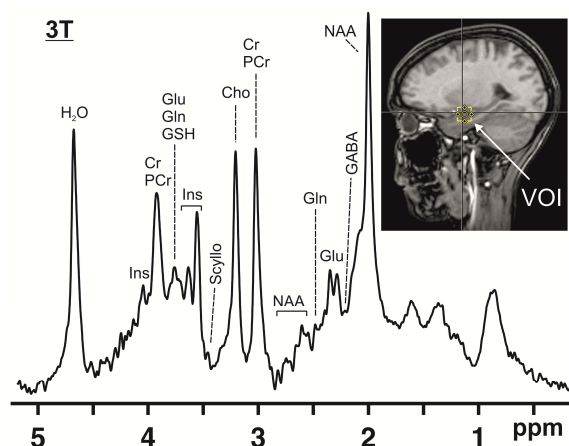 3T
NAA
Cr
PCr
Glu
Gln
GSH
Cho
H₂O
Cr
PCr
Ins
GABA
VOI
Gln
Scyllo
Glu
Ins
NAA
5 4 3 2 1 ppm